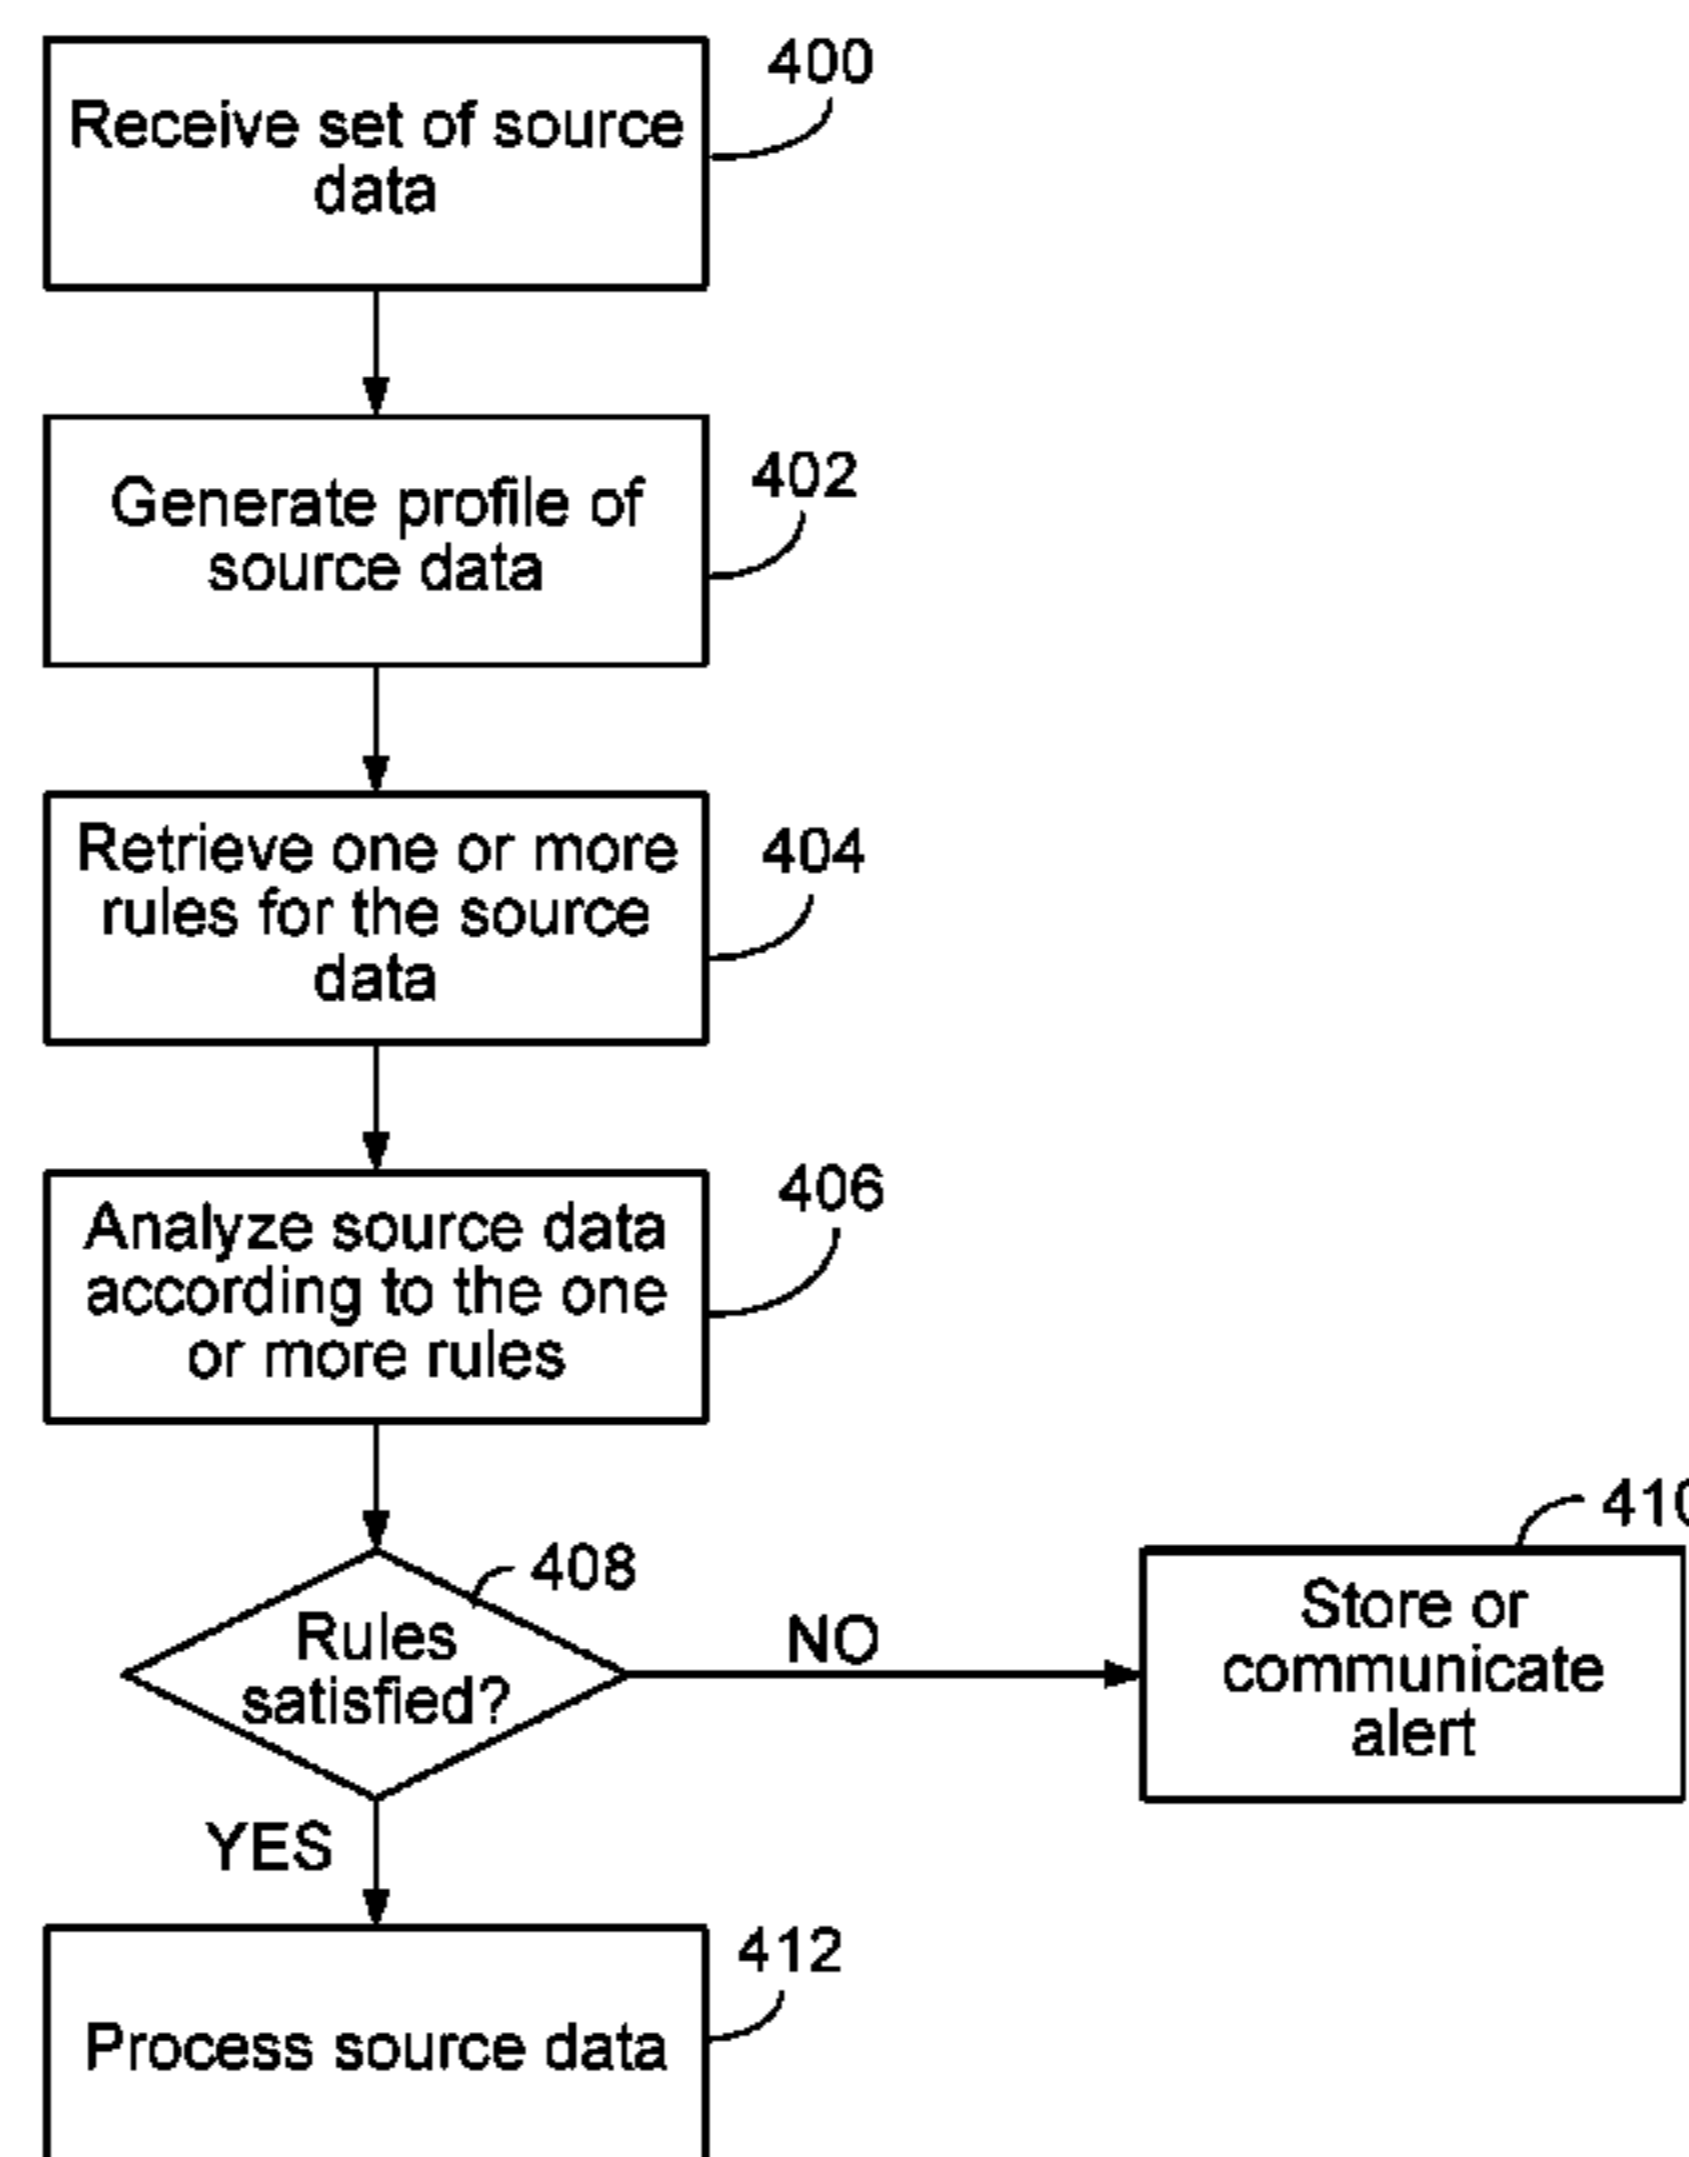 400
Receive set of source
data
402
Generate profile of
source data
404
Retrieve one or more
rules for the source
data
406
Analyze source data
according to the one
or more rules
408
Rules
satisfied?
NO
410
Store or
communicate
alert
YES
412
Process source data